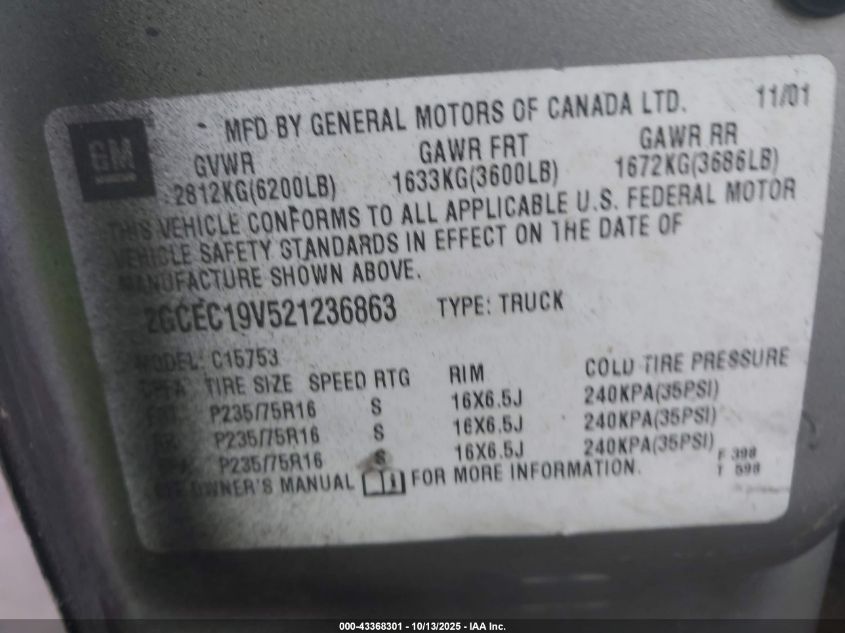 GM
MFD BY GENERAL MOTORS OF CANADA LTD. 11/01
GVWR GAWR FRT GAWR RR
2812KG(6200LB) 1633KG(3600LB) 1672KG(3686LB)
THIS VEHICLE CONFORMS TO ALL APPLICABLE U.S. FEDERAL MOTOR
VEHICLE SAFETY STANDARDS IN EFFECT ON THE DATE OF
MANUFACTURE SHOWN ABOVE.
2GCEC19V521236863 TYPE: TRUCK
MODEL: C15753
TIRE SIZE SPEED RTG RIM COLD TIRE PRESSURE
FRT P235/75R16 S 16X6.5J 240KPA(35PSI)
RR P235/75R16 S 16X6.5J 240KPA(35PSI)
SPA P235/75R16 S 16X6.5J 240KPA(35PSI)
SEE OWNER'S MANUAL FOR MORE INFORMATION.
F 398
T 598
000-43368301 - 10/13/2025 - IAA Inc.